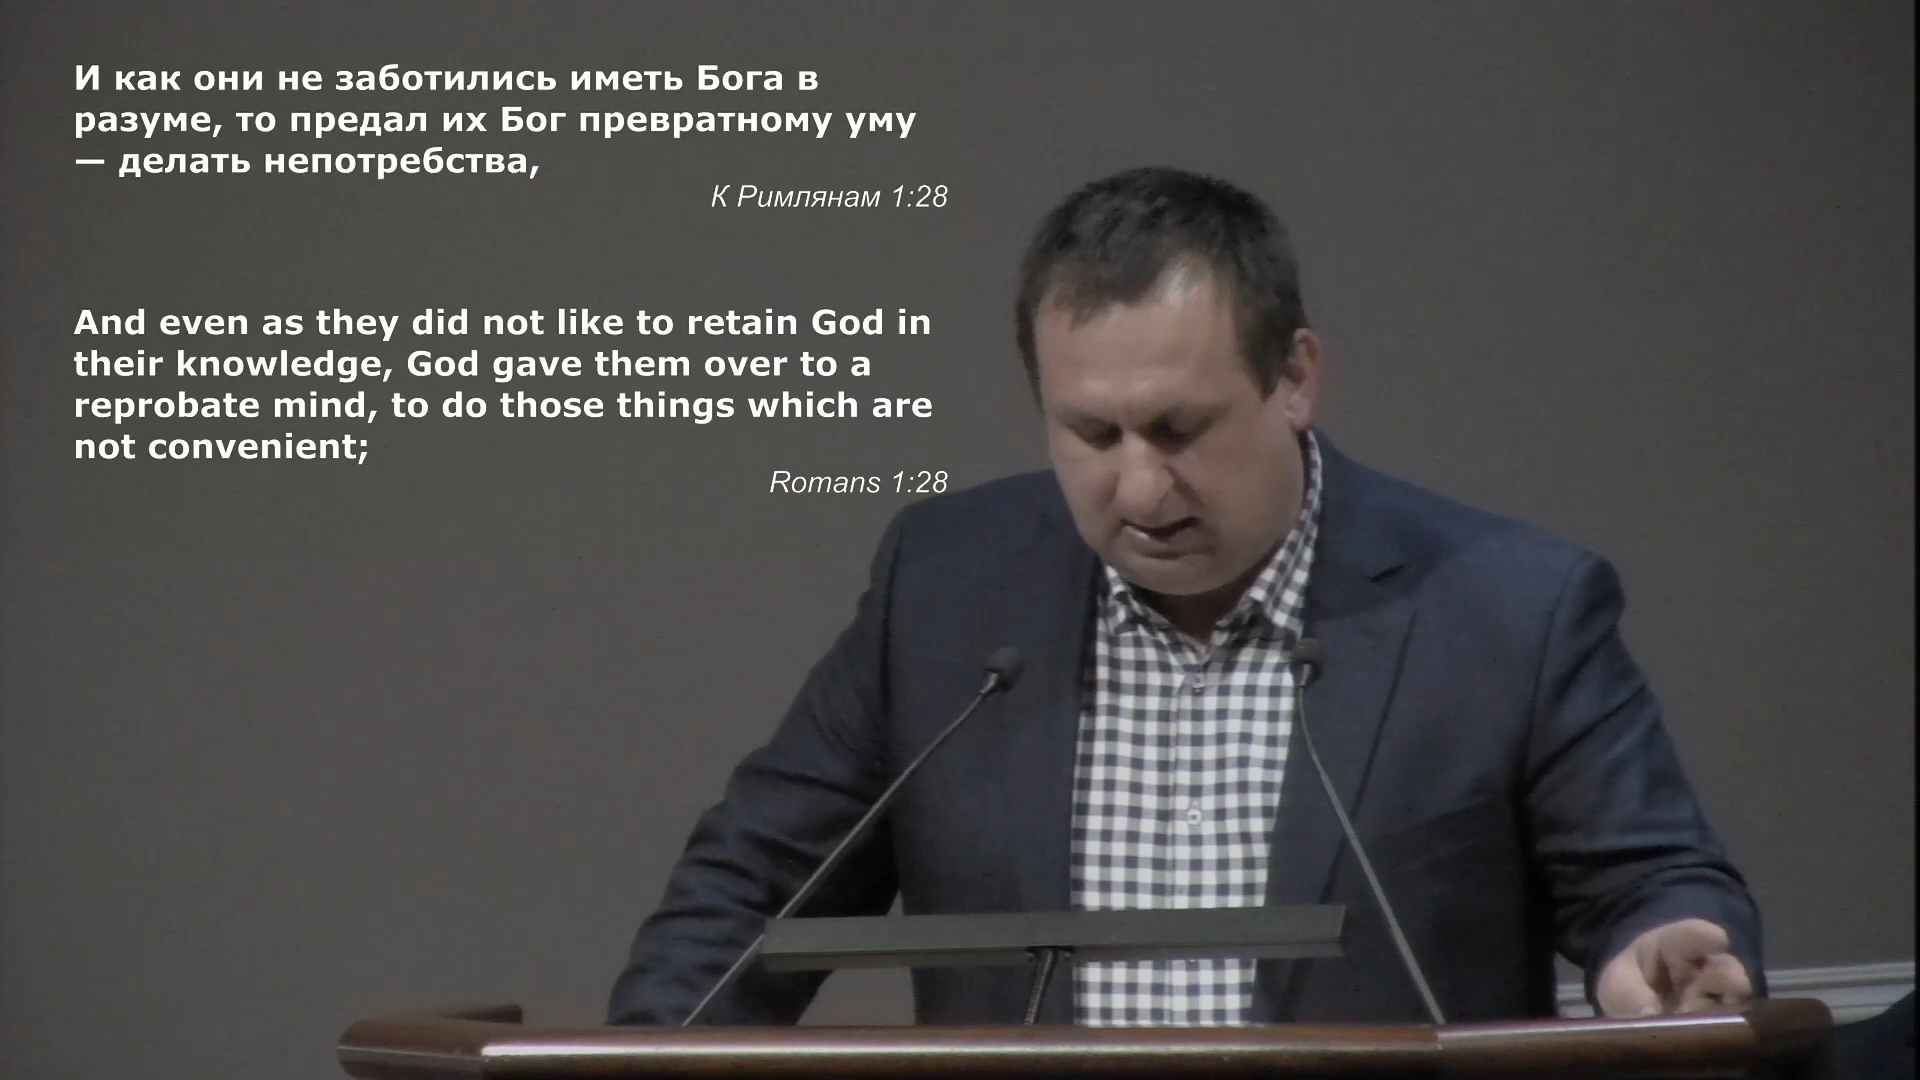 И как они не заботились иметь Бога в
разуме, то предал их Бог превратному уму
— делать непотребства,
К Римлянам 1:28
And even as they did not like to retain God in
their knowledge, God gave them over to a
reprobate mind, to do those things which are
not convenient;
Romans 1:28